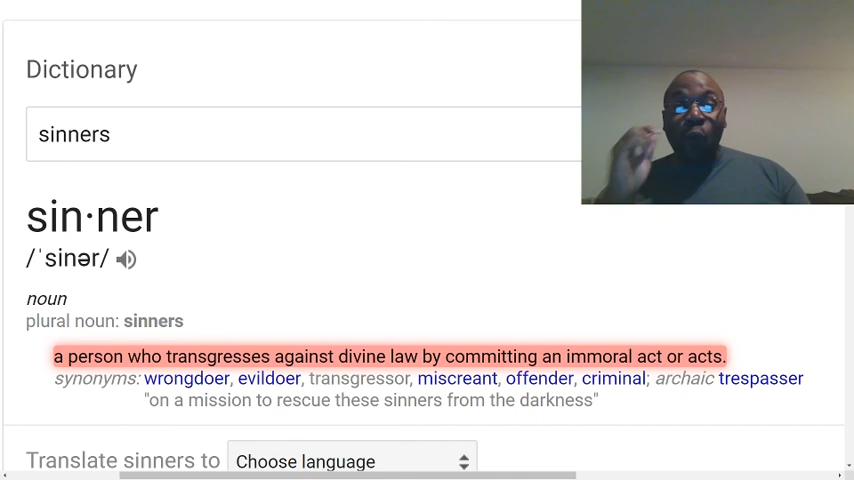 Dictionary
sinners
sin·ner
/ˈsinər/
noun
plural noun: sinners
a person who transgresses against divine law by committing an immoral act or acts.
synonyms: wrongdoer, evildoer, transgressor, miscreant, offender, criminal; archaic trespasser
"on a mission to rescue these sinners from the darkness"
Translate sinners to Choose language